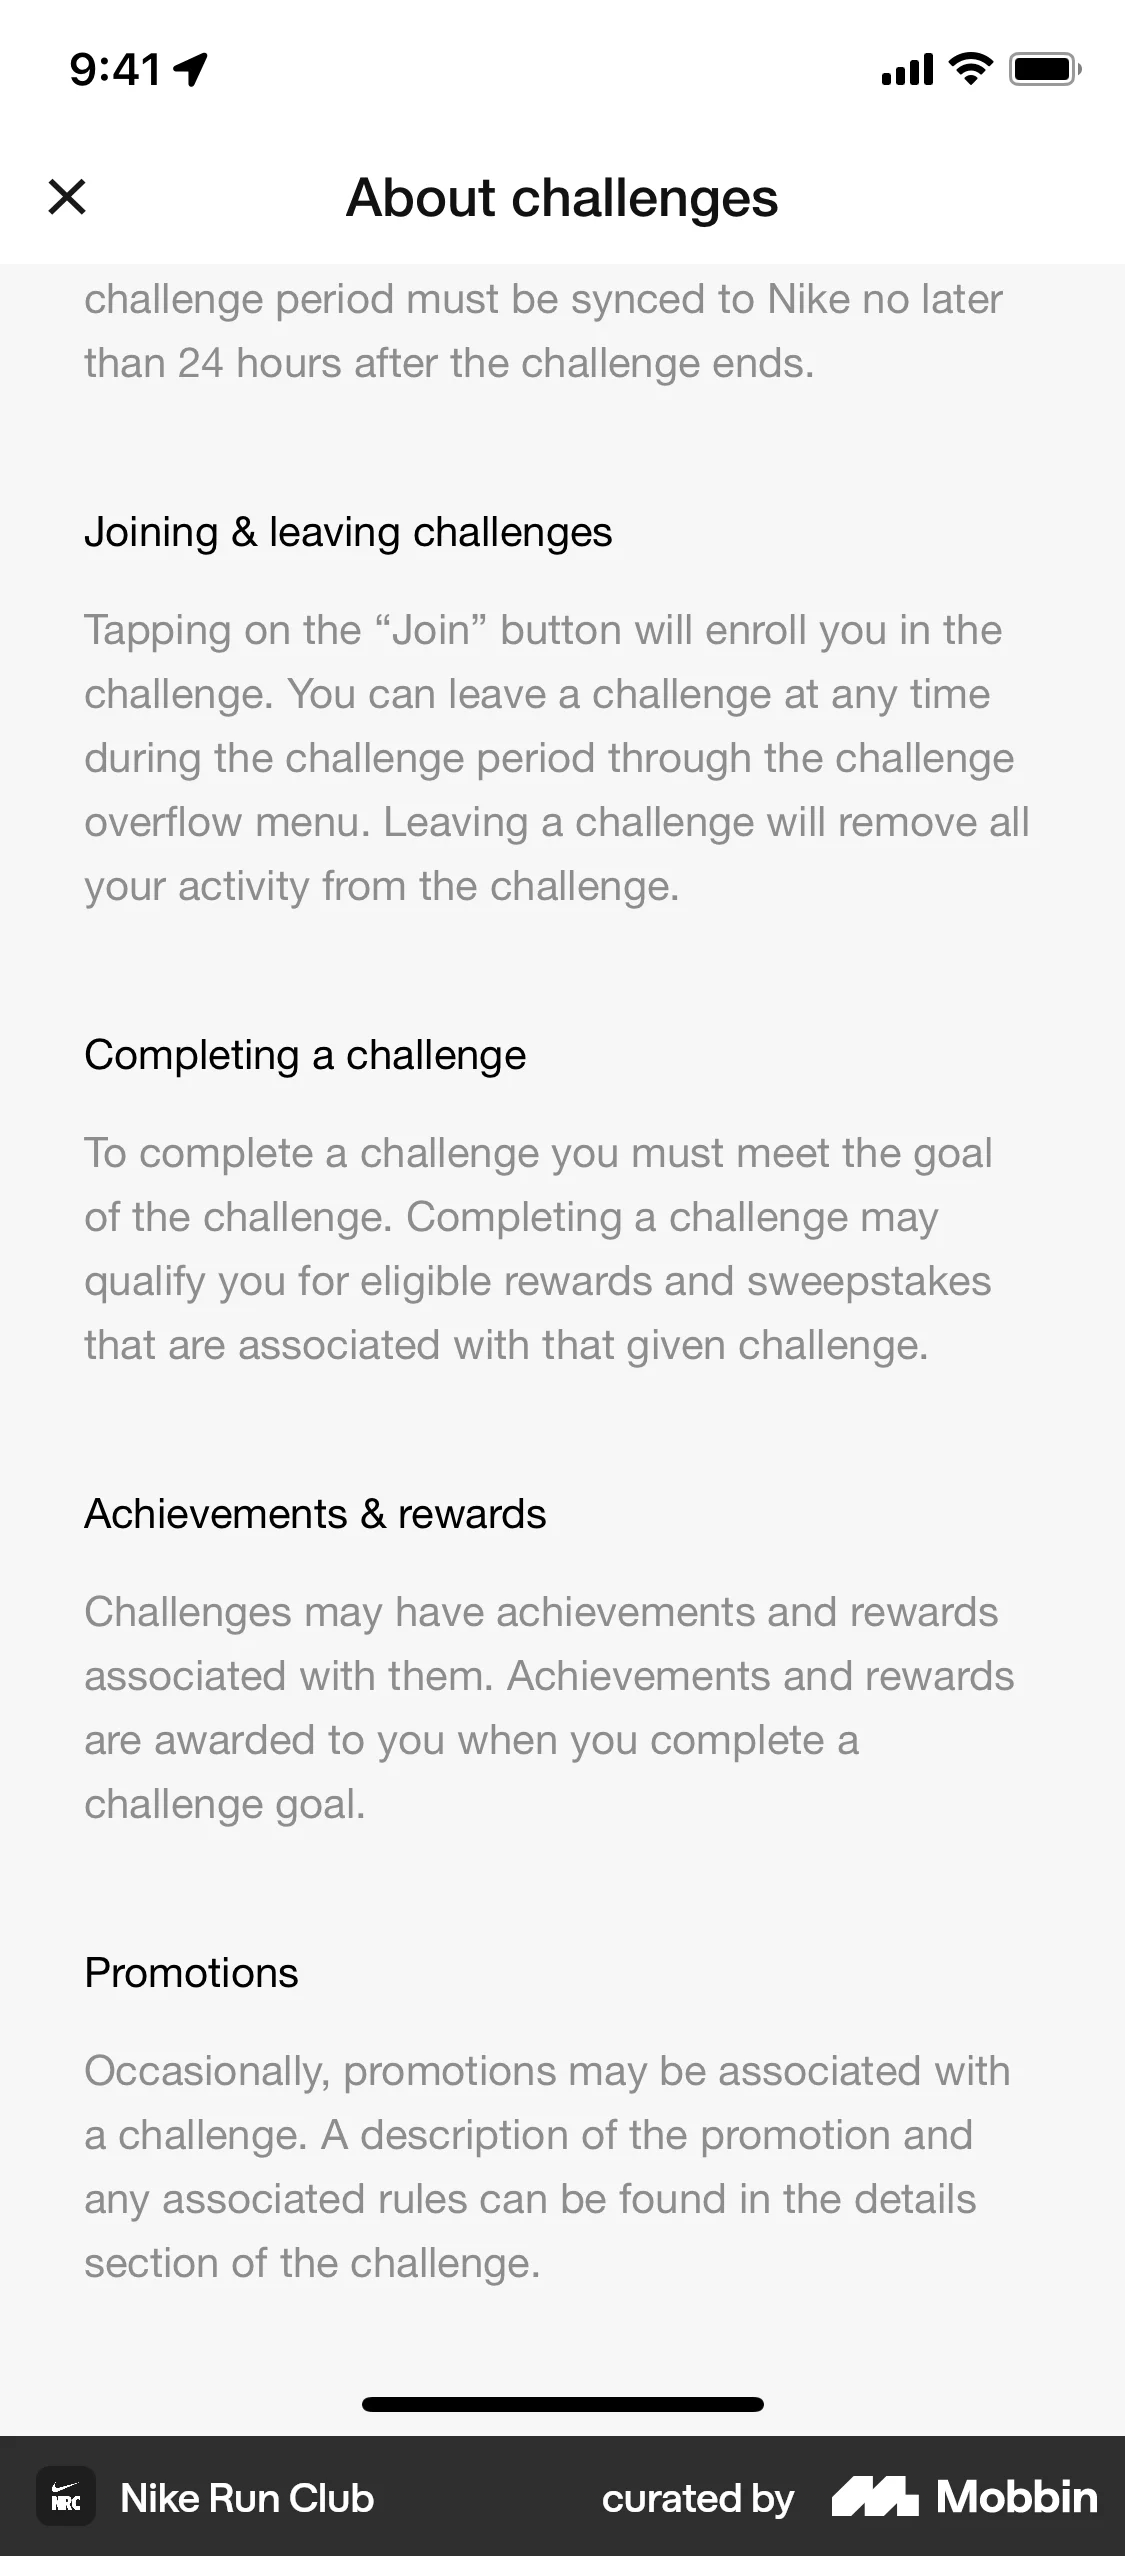 9:41
About challenges
challenge period must be synced to Nike no later
than 24 hours after the challenge ends.
Joining & leaving challenges
Tapping on the “Join” button will enroll you in the
challenge. You can leave a challenge at any time
during the challenge period through the challenge
overflow menu. Leaving a challenge will remove all
your activity from the challenge.
Completing a challenge
To complete a challenge you must meet the goal
of the challenge. Completing a challenge may
qualify you for eligible rewards and sweepstakes
that are associated with that given challenge.
Achievements & rewards
Challenges may have achievements and rewards
associated with them. Achievements and rewards
are awarded to you when you complete a
challenge goal.
Promotions
Occasionally, promotions may be associated with
a challenge. A description of the promotion and
any associated rules can be found in the details
section of the challenge.
NRC Nike Run Club curated by Mobbin